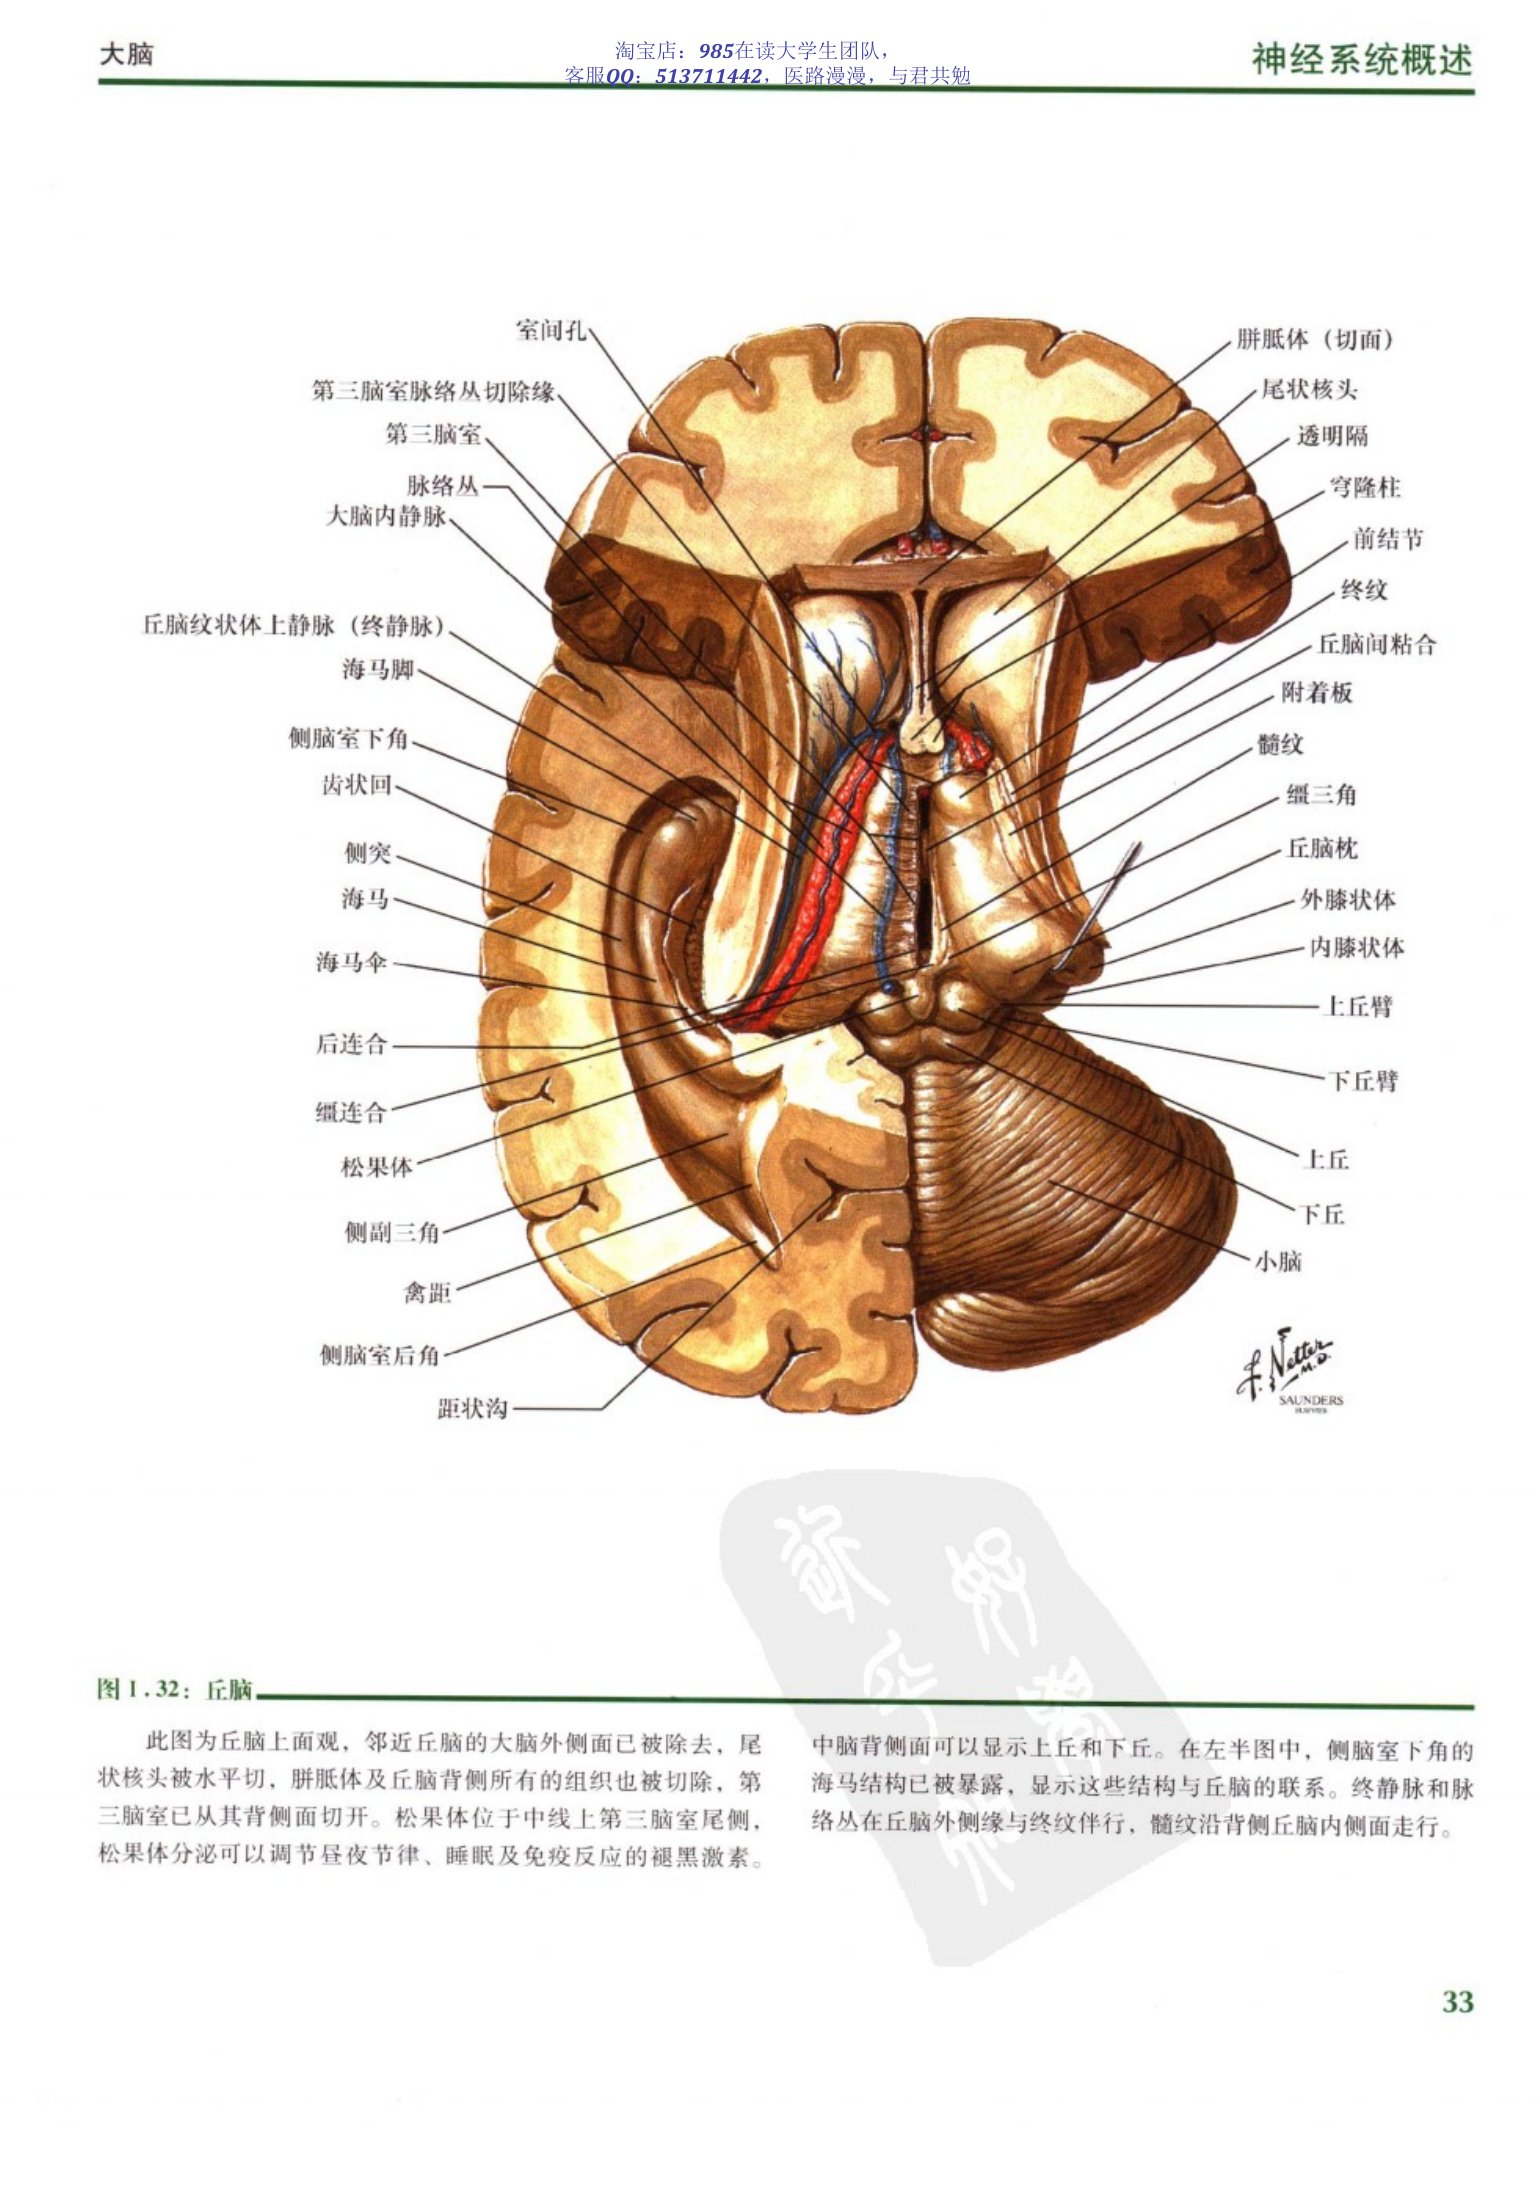 大脑
淘宝店：985在读大学生团队，
客服QQ：513711442，医路漫漫，与君共勉
神经系统概述
室间孔
第三脑室脉络丛切除缘
第三脑室
脉络丛
大脑内静脉
丘脑纹状体上静脉（终静脉）
海马脚
侧脑室下角
齿状回
侧突
海马
海马伞
后连合
缰连合
松果体
侧副三角
禽距
侧脑室后角
距状沟
胼胝体（切面）
尾状核头
透明隔
穹隆柱
前结节
终纹
丘脑间粘合
附着板
髓纹
缰三角
丘脑枕
外膝状体
内膝状体
上丘臂
下丘臂
上丘
下丘
小脑
F. Netter
M.D.
SAUNDERS
图 1.32：丘脑
此图为丘脑上面观，邻近丘脑的大脑外侧面已被除去，尾
状核头被水平切，胼胝体及丘脑背侧所有的组织也被切除，第
三脑室已从其背侧面切开。松果体位于中线上第三脑室尾侧，
松果体分泌可以调节昼夜节律、睡眠及免疫反应的褪黑激素。
中脑背侧面可以显示上丘和下丘。在左半图中，侧脑室下角的
海马结构已被暴露，显示这些结构与丘脑的联系。终静脉和脉
络丛在丘脑外侧缘与终纹伴行，髓纹沿背侧丘脑内侧面走行。
33